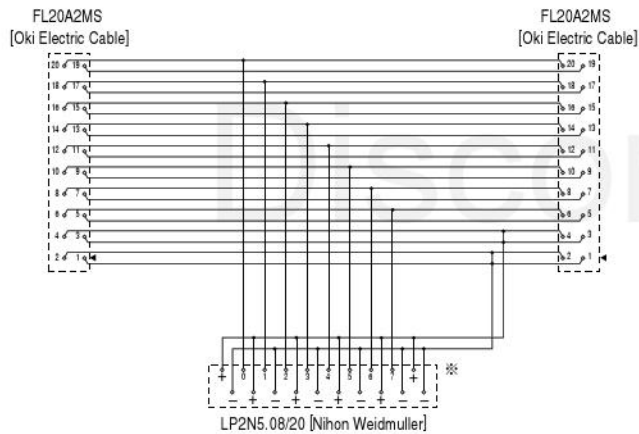 FL20A2MS
[Oki Electric Cable]
FL20A2MS
[Oki Electric Cable]
20 19 20 19
18 17 18 17
16 15 16 15
14 13 14 13
12 11 12 11
10 9 10 9
8 7 8 7
6 5 6 5
4 3 4 3
2 1 2 1
Discon
+ 0 1 2 3 4 5 6 7 + ※
− + − + − + − + − −
LP2N5.08/20 [Nihon Weidmuller]